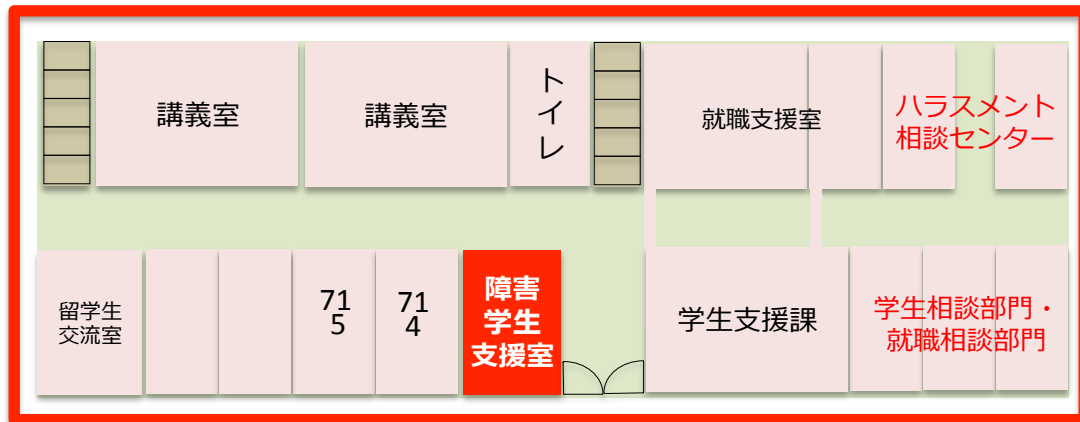 講義室
講義室
トイレ
就職支援室
ハラスメント
相談センター
留学生
交流室
71
5
71
4
障害
学生
支援室
学生支援課
学生相談部門・
就職相談部門